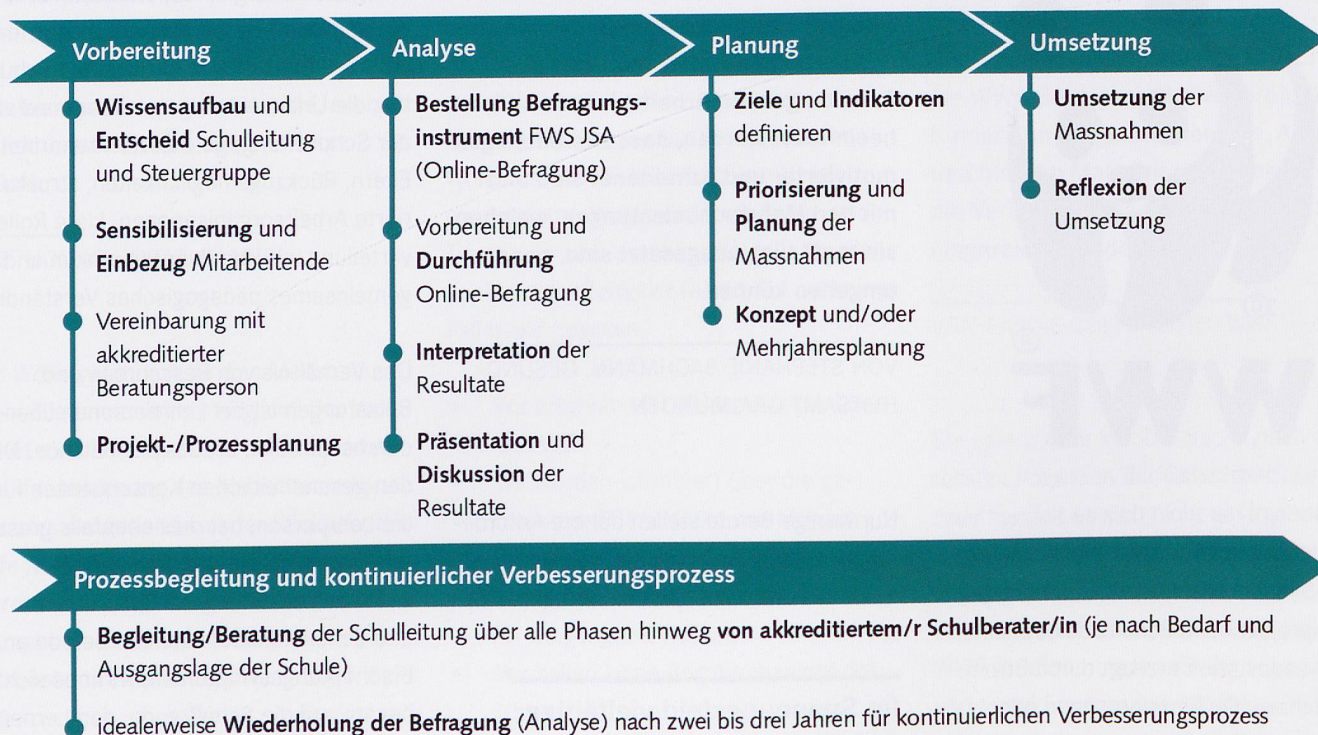 Vorbereitung
Wissensaufbau und
Entscheid Schulleitung
und Steuergruppe
Sensibilisierung und
Einbezug Mitarbeitende
Vereinbarung mit
akkreditierter
Beratungsperson
Projekt-/Prozessplanung
Analyse
Bestellung Befragungs-
instrument FWS JSA
(Online-Befragung)
Vorbereitung und
Durchführung
Online-Befragung
Interpretation der
Resultate
Präsentation und
Diskussion der
Resultate
Planung
Ziele und Indikatoren
definieren
Priorisierung und
Planung der
Massnahmen
Konzept und/oder
Mehrjahresplanung
Umsetzung
Umsetzung der
Massnahmen
Reflexion der
Umsetzung
Prozessbegleitung und kontinuierlicher Verbesserungsprozess
Begleitung/Beratung der Schulleitung über alle Phasen hinweg von akkreditiertem/r Schulberater/in (je nach Bedarf und
Ausgangslage der Schule)
idealerweise Wiederholung der Befragung (Analyse) nach zwei bis drei Jahren für kontinuierlichen Verbesserungsprozess